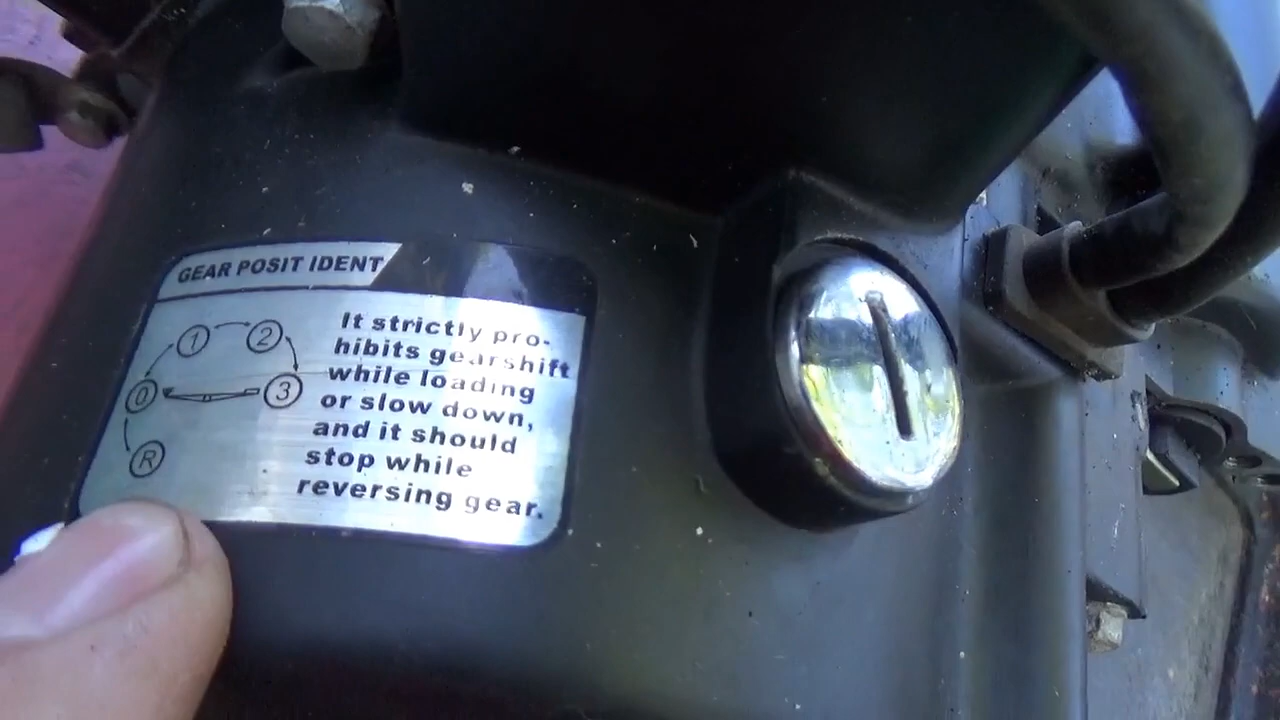 GEAR POSIT IDENT
1 2
0 3
R
It strictly pro-
hibits gearshift
while loading
or slow down,
and it should
stop while
reversing gear.